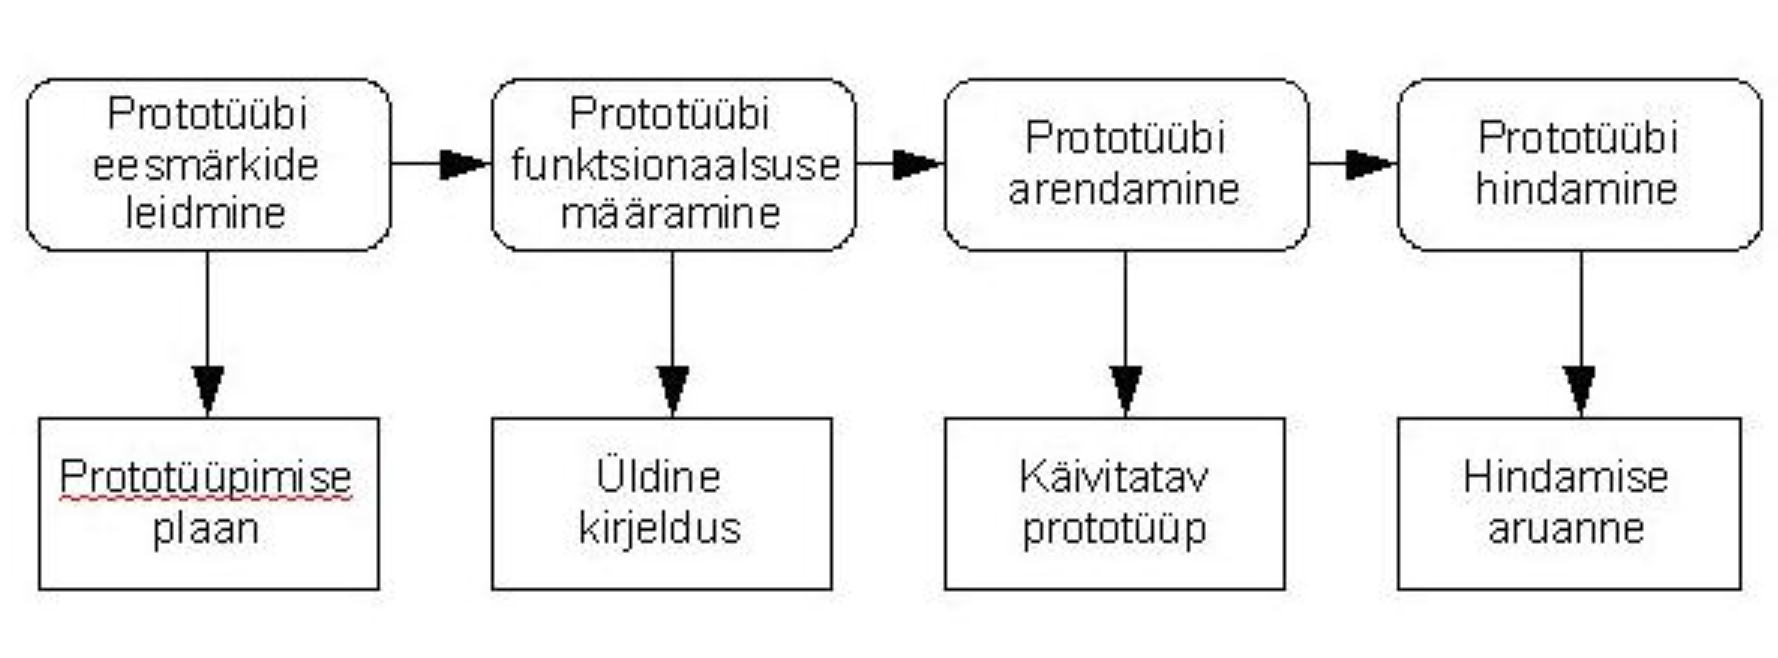 Prototüübi
eesmärkide
leidmine
Prototüübi
funktsionaalsuse
määramine
Prototüübi
arendamine
Prototüübi
hindamine
Prototüüpimise
plaan
Üldine
kirjeldus
Käivitatav
prototüüp
Hindamise
aruanne